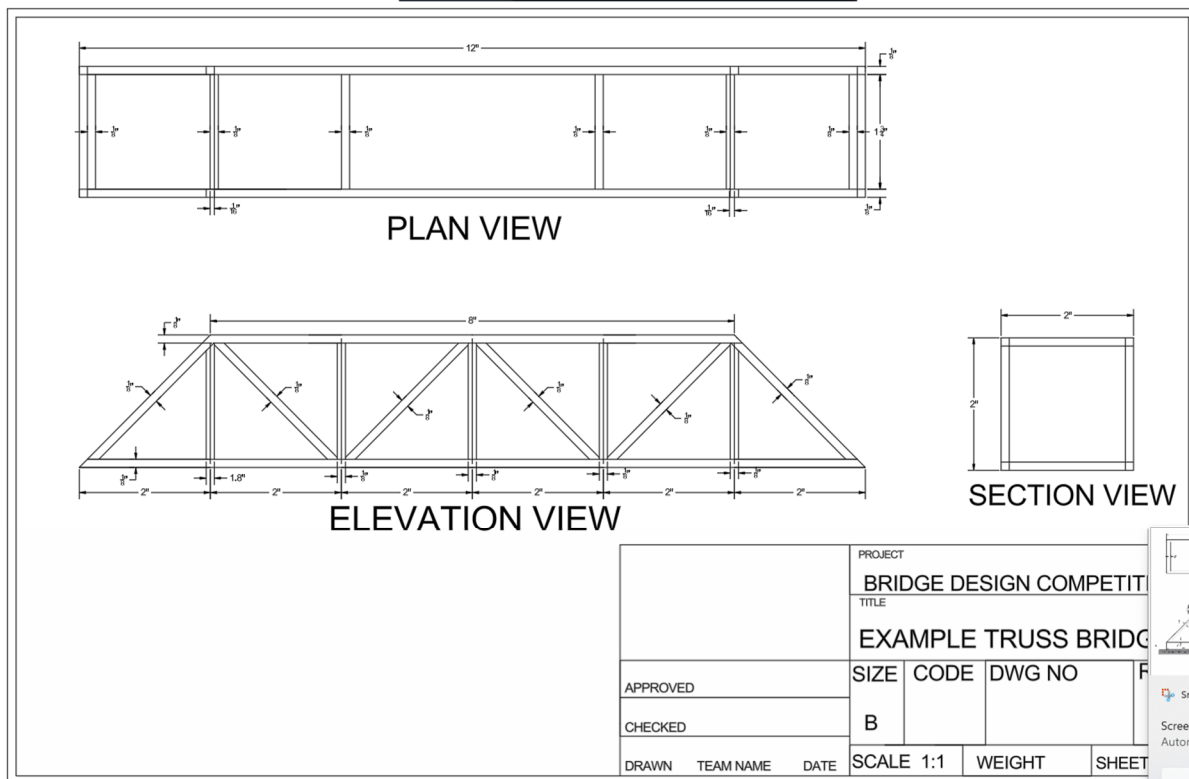 12"
1/8"
1/8"
1/8"
1/8"
1/8"
1/8"
1/8"
1 3/4"
1/16"
1/16"
1/8"
PLAN VIEW
8"
1/8"
2"
1/8"
1/8"
1/8"
1/8"
1/8"
1/8"
2"
1/8"
1.8"
1/8"
1/8"
1/8"
1/8"
2"
2"
2"
2"
2"
2"
ELEVATION VIEW
SECTION VIEW
PROJECT
BRIDGE DESIGN COMPETITI
TITLE
EXAMPLE TRUSS BRIDG
SIZE
CODE
DWG NO
B
APPROVED
CHECKED
DRAWN TEAM NAME DATE
SCALE 1:1
WEIGHT
SHEET
Scree
Autor